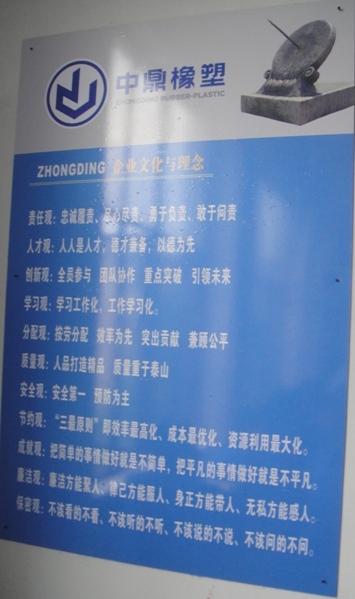 中鼎橡塑
ZHONGDING RUBBER-PLASTIC
ZHONGDING 企业文化与理念
责任观：忠诚履责、尽心尽责、勇于负责、敢于问责
人才观：人人是人才，德才兼备，以德为先
创新观：全员参与 团队协作 重点突破 引领未来
学习观：学习工作化、工作学习化。
分配观：按劳分配 效率为先 突出贡献 兼顾公平
质量观：人品打造精品 质量重于泰山
安全观：安全第一 预防为主
节约观：“三最原则”即效率最高化、成本最优化、资源利用最大化。
成就观：把简单的事情做好就是不简单，把平凡的事情做好就是不平凡。
廉洁观：廉洁方能聚人、律己方能服人、身正方能带人、无私方能感人。
保密观：不该看的不看、不该听的不听、不该说的不说、不该问的不问。